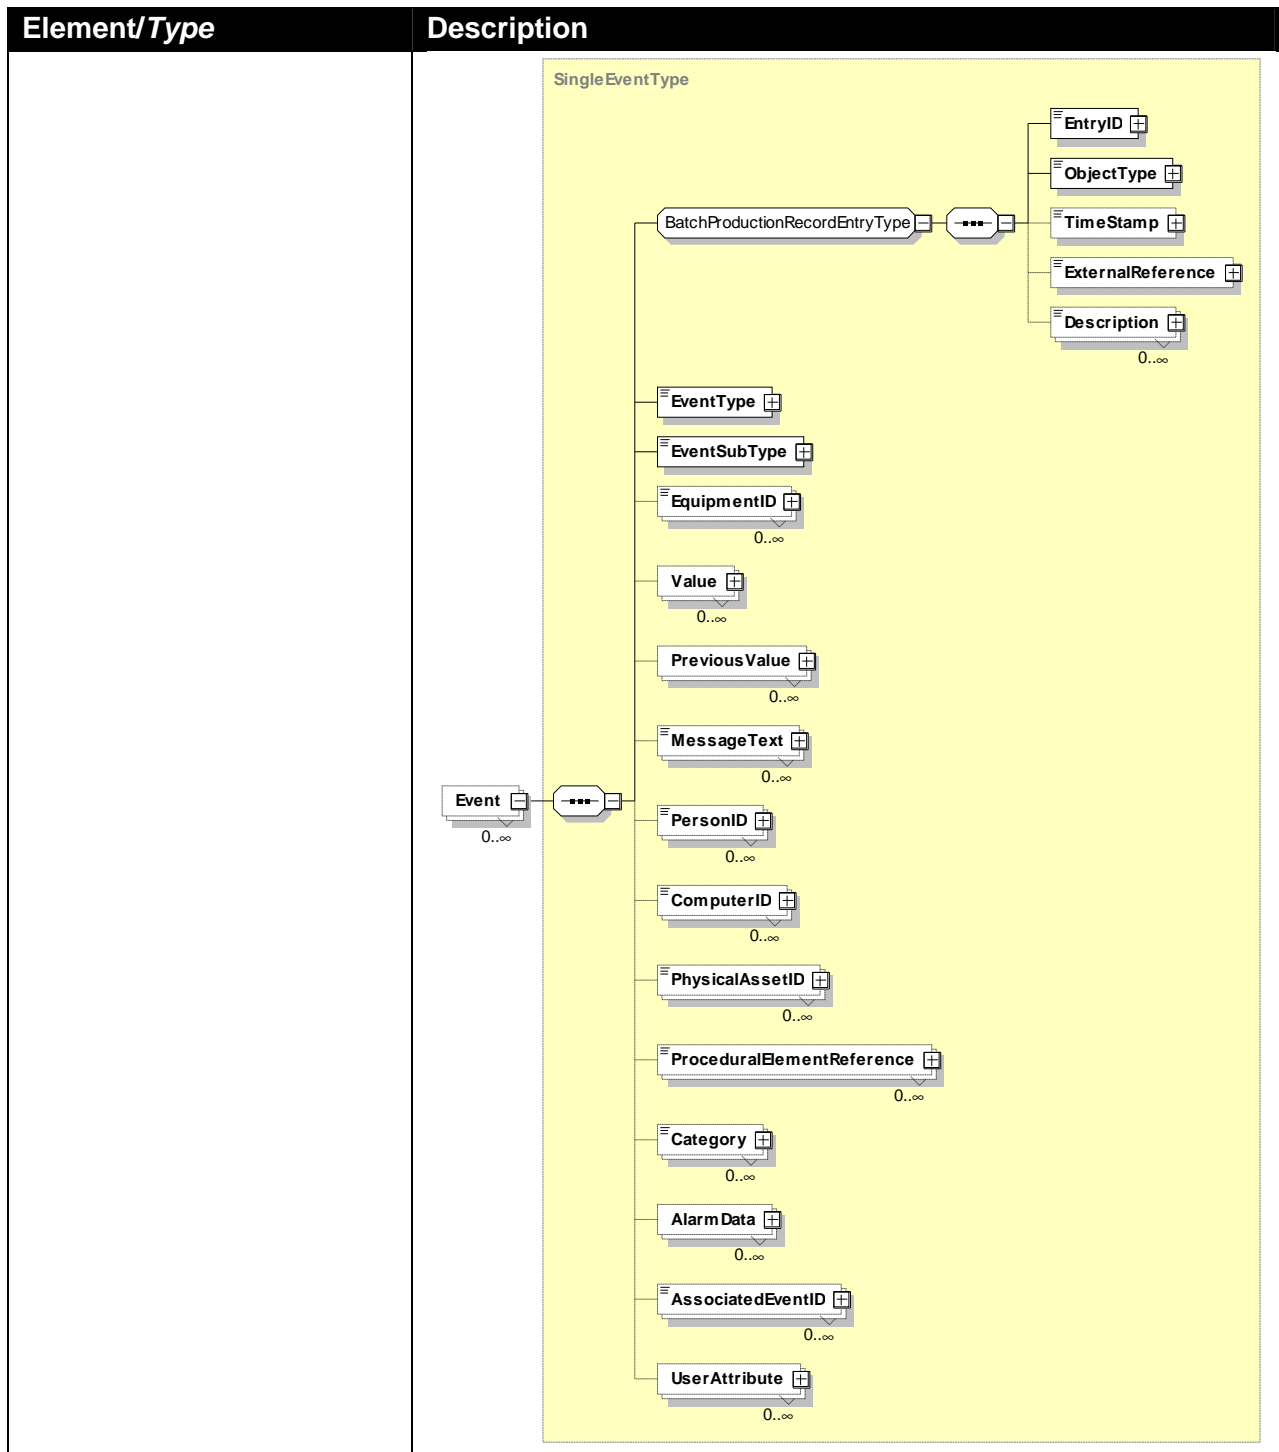 Element/Type Description
SingleEventType
EntryID
ObjectType
BatchProductionRecordEntryType
TimeStamp
ExternalReference
Description
0..∞
EventType
EventSubType
EquipmentID
0..∞
Value
0..∞
PreviousValue
0..∞
MessageText
0..∞
Event
0..∞
PersonID
0..∞
ComputerID
0..∞
PhysicalAssetID
0..∞
ProceduralElementReference
0..∞
Category
0..∞
AlarmData
0..∞
AssociatedEventID
0..∞
UserAttribute
0..∞